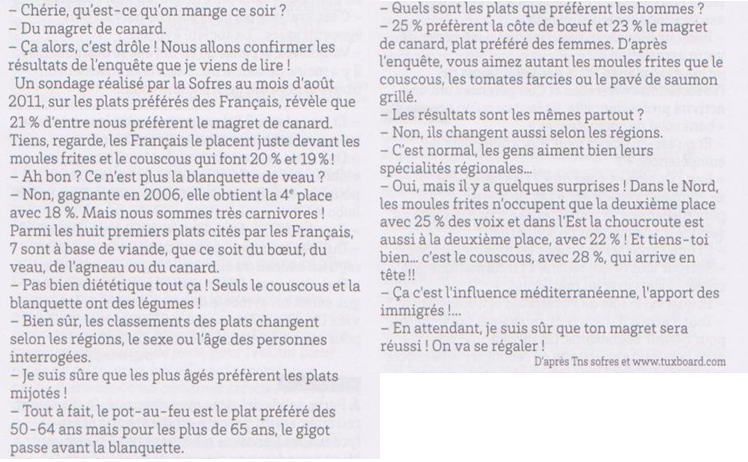 – Chérie, qu'est-ce qu'on mange ce soir ?
– Du magret de canard.
– Ça alors, c'est drôle ! Nous allons confirmer les
résultats de l'enquête que je viens de lire !
Un sondage réalisé par la Sofres au mois d'août
2011, sur les plats préférés des Français, révèle que
21 % d'entre nous préfèrent le magret de canard.
Tiens, regarde, les Français le placent juste devant les
moules frites et le couscous qui font 20 % et 19 % !
– Ah bon ? Ce n'est plus la blanquette de veau ?
– Non, gagnante en 2006, elle obtient la 4e place
avec 18 %. Mais nous sommes très carnivores !
Parmi les huit premiers plats cités par les Français,
7 sont à base de viande, que ce soit du bœuf, du
veau, de l'agneau ou du canard.
– Pas bien diététique tout ça ! Seuls le couscous et la
blanquette ont des légumes !
– Bien sûr, les classements des plats changent
selon les régions, le sexe ou l'âge des personnes
interrogées.
– Je suis sûre que les plus âgés préfèrent les plats
mijotés !
– Tout à fait, le pot-au-feu est le plat préféré des
50-64 ans mais pour les plus de 65 ans, le gigot
passe avant la blanquette.
– Quels sont les plats que préfèrent les hommes ?
– 25 % préfèrent la côte de bœuf et 23 % le magret
de canard, plat préféré des femmes. D'après
l'enquête, vous aimez autant les moules frites que le
couscous, les tomates farcies ou le pavé de saumon
grillé.
– Les résultats sont les mêmes partout ?
– Non, ils changent aussi selon les régions.
– C'est normal, les gens aiment bien leurs
spécialités régionales...
– Oui, mais il y a quelques surprises ! Dans le Nord,
les moules frites n'occupent que la deuxième place
avec 25 % des voix et dans l'Est la choucroute est
aussi à la deuxième place, avec 22 % ! Et tiens-toi
bien... c'est le couscous, avec 28 %, qui arrive en
tête !!
– Ça c'est l'influence méditerranéenne, l'apport des
immigrés !...
– En attendant, je suis sûr que ton magret sera
réussi ! On va se régaler !
D'après Tns sofres et www.tuxboard.com